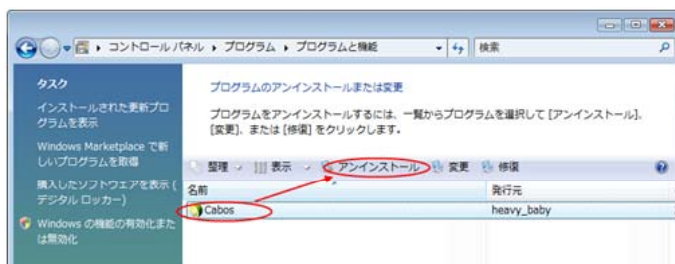 コントロール パネル ▸ プログラム ▸ プログラムと機能
検索
タスク
インストールされた更新プロ
グラムを表示
Windows Marketplace で新
しいプログラムを取得
購入したソフトウェアを表示 (
デジタル ロッカー)
Windows の機能の有効化また
は無効化
プログラムのアンインストールまたは変更
プログラムをアンインストールするには、一覧からプログラムを選択して [アンインストール]、
[変更]、または [修復] をクリックします。
整理 表示 アンインストール 変更 修復
名前 発行元
Cabos heavy_baby